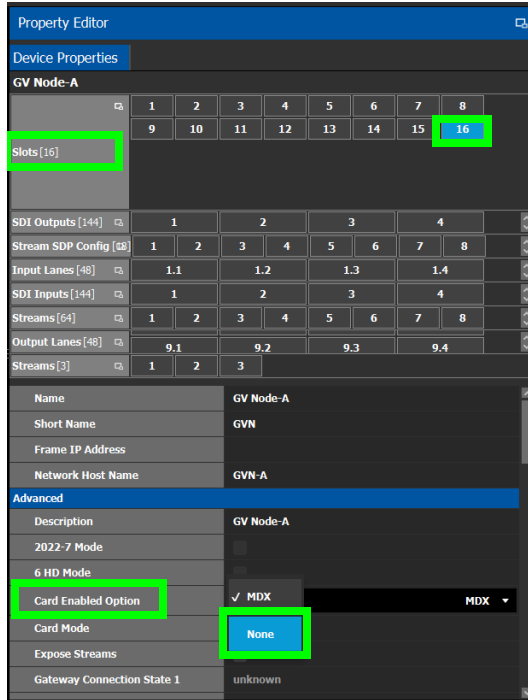 Property Editor
Device Properties
GV Node-A
1 2 3 4 5 6 7 8
9 10 11 12 13 14 15 16
Slots [16]
SDI Outputs [144] 1 2 3 4
Stream SDP Config 1 2 3 4 5 6 7 8
Input Lanes [48] 1.1 1.2 1.3 1.4
SDI Inputs [144] 1 2 3 4
Streams [64] 1 2 3 4 5 6 7 8
Output Lanes [48] 9.1 9.2 9.3 9.4
Streams [3] 1 2 3
Name GV Node-A
Short Name GVN
Frame IP Address
Network Host Name GVN-A
Advanced
Description GV Node-A
2022-7 Mode
6 HD Mode
Card Enabled Option ✓ MDX MDX
Card Mode None
Expose Streams
Gateway Connection State 1 unknown